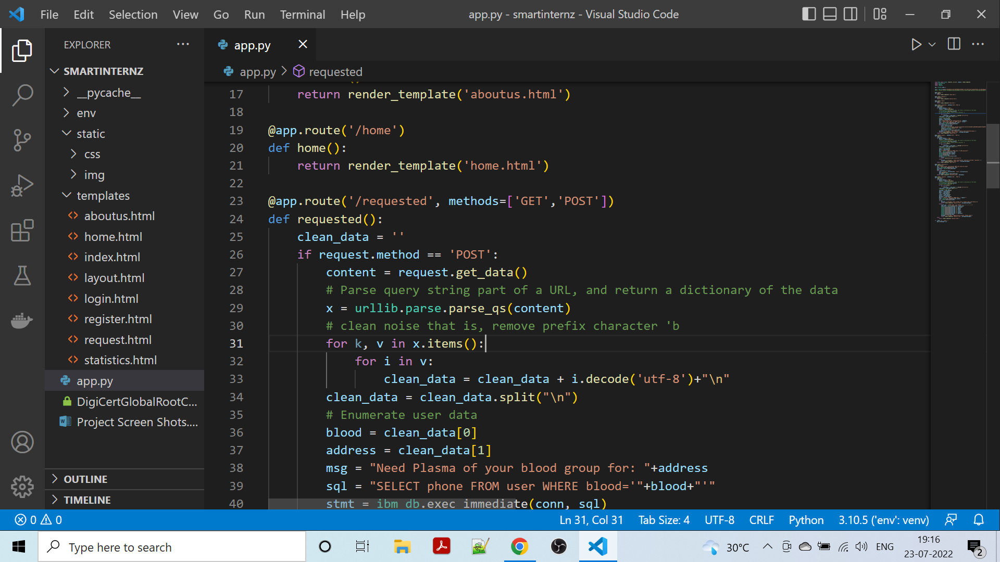 File Edit Selection View Go Run Terminal Help
app.py - smartinternz - Visual Studio Code
EXPLORER
SMARTINTERNZ
__pycache__
env
static
css
img
templates
aboutus.html
home.html
index.html
layout.html
login.html
register.html
request.html
statistics.html
app.py
DigiCertGlobalRootC...
Project Screen Shots....
OUTLINE
TIMELINE
app.py
app.py > requested
17 return render_template('aboutus.html')
18
19 @app.route('/home')
20 def home():
21 return render_template('home.html')
22
23 @app.route('/requested', methods=['GET','POST'])
24 def requested():
25 clean_data = ''
26 if request.method == 'POST':
27 content = request.get_data()
28 # Parse query string part of a URL, and return a dictionary of the data
29 x = urllib.parse.parse_qs(content)
30 # clean noise that is, remove prefix character 'b
31 for k, v in x.items():
32 for i in v:
33 clean_data = clean_data + i.decode('utf-8')+"\n"
34 clean_data = clean_data.split("\n")
35 # Enumerate user data
36 blood = clean_data[0]
37 address = clean_data[1]
38 msg = "Need Plasma of your blood group for: "+address
39 sql = "SELECT phone FROM user WHERE blood='"+blood+"'"
40 stmt = ibm_db.exec_immediate(conn, sql)
0 0
Ln 31, Col 31 Tab Size: 4 UTF-8 CRLF Python 3.10.5 ('env': venv)
Type here to search
30°C
ENG
19:16
23-07-2022
2